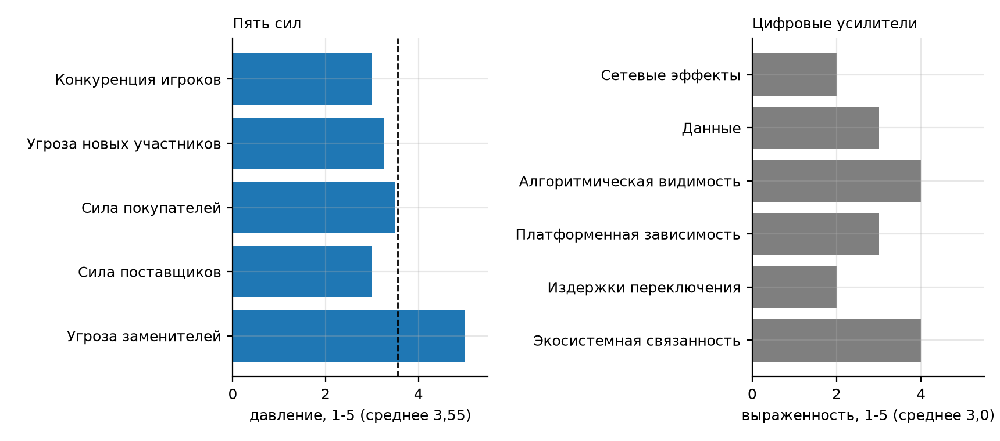 Пять сил
Конкуренция игроков
Угроза новых участников
Сила покупателей
Сила поставщиков
Угроза заменителей
0 2 4
давление, 1-5 (среднее 3,55)
Цифровые усилители
Сетевые эффекты
Данные
Алгоритмическая видимость
Платформенная зависимость
Издержки переключения
Экосистемная связанность
0 2 4
выраженность, 1-5 (среднее 3,0)